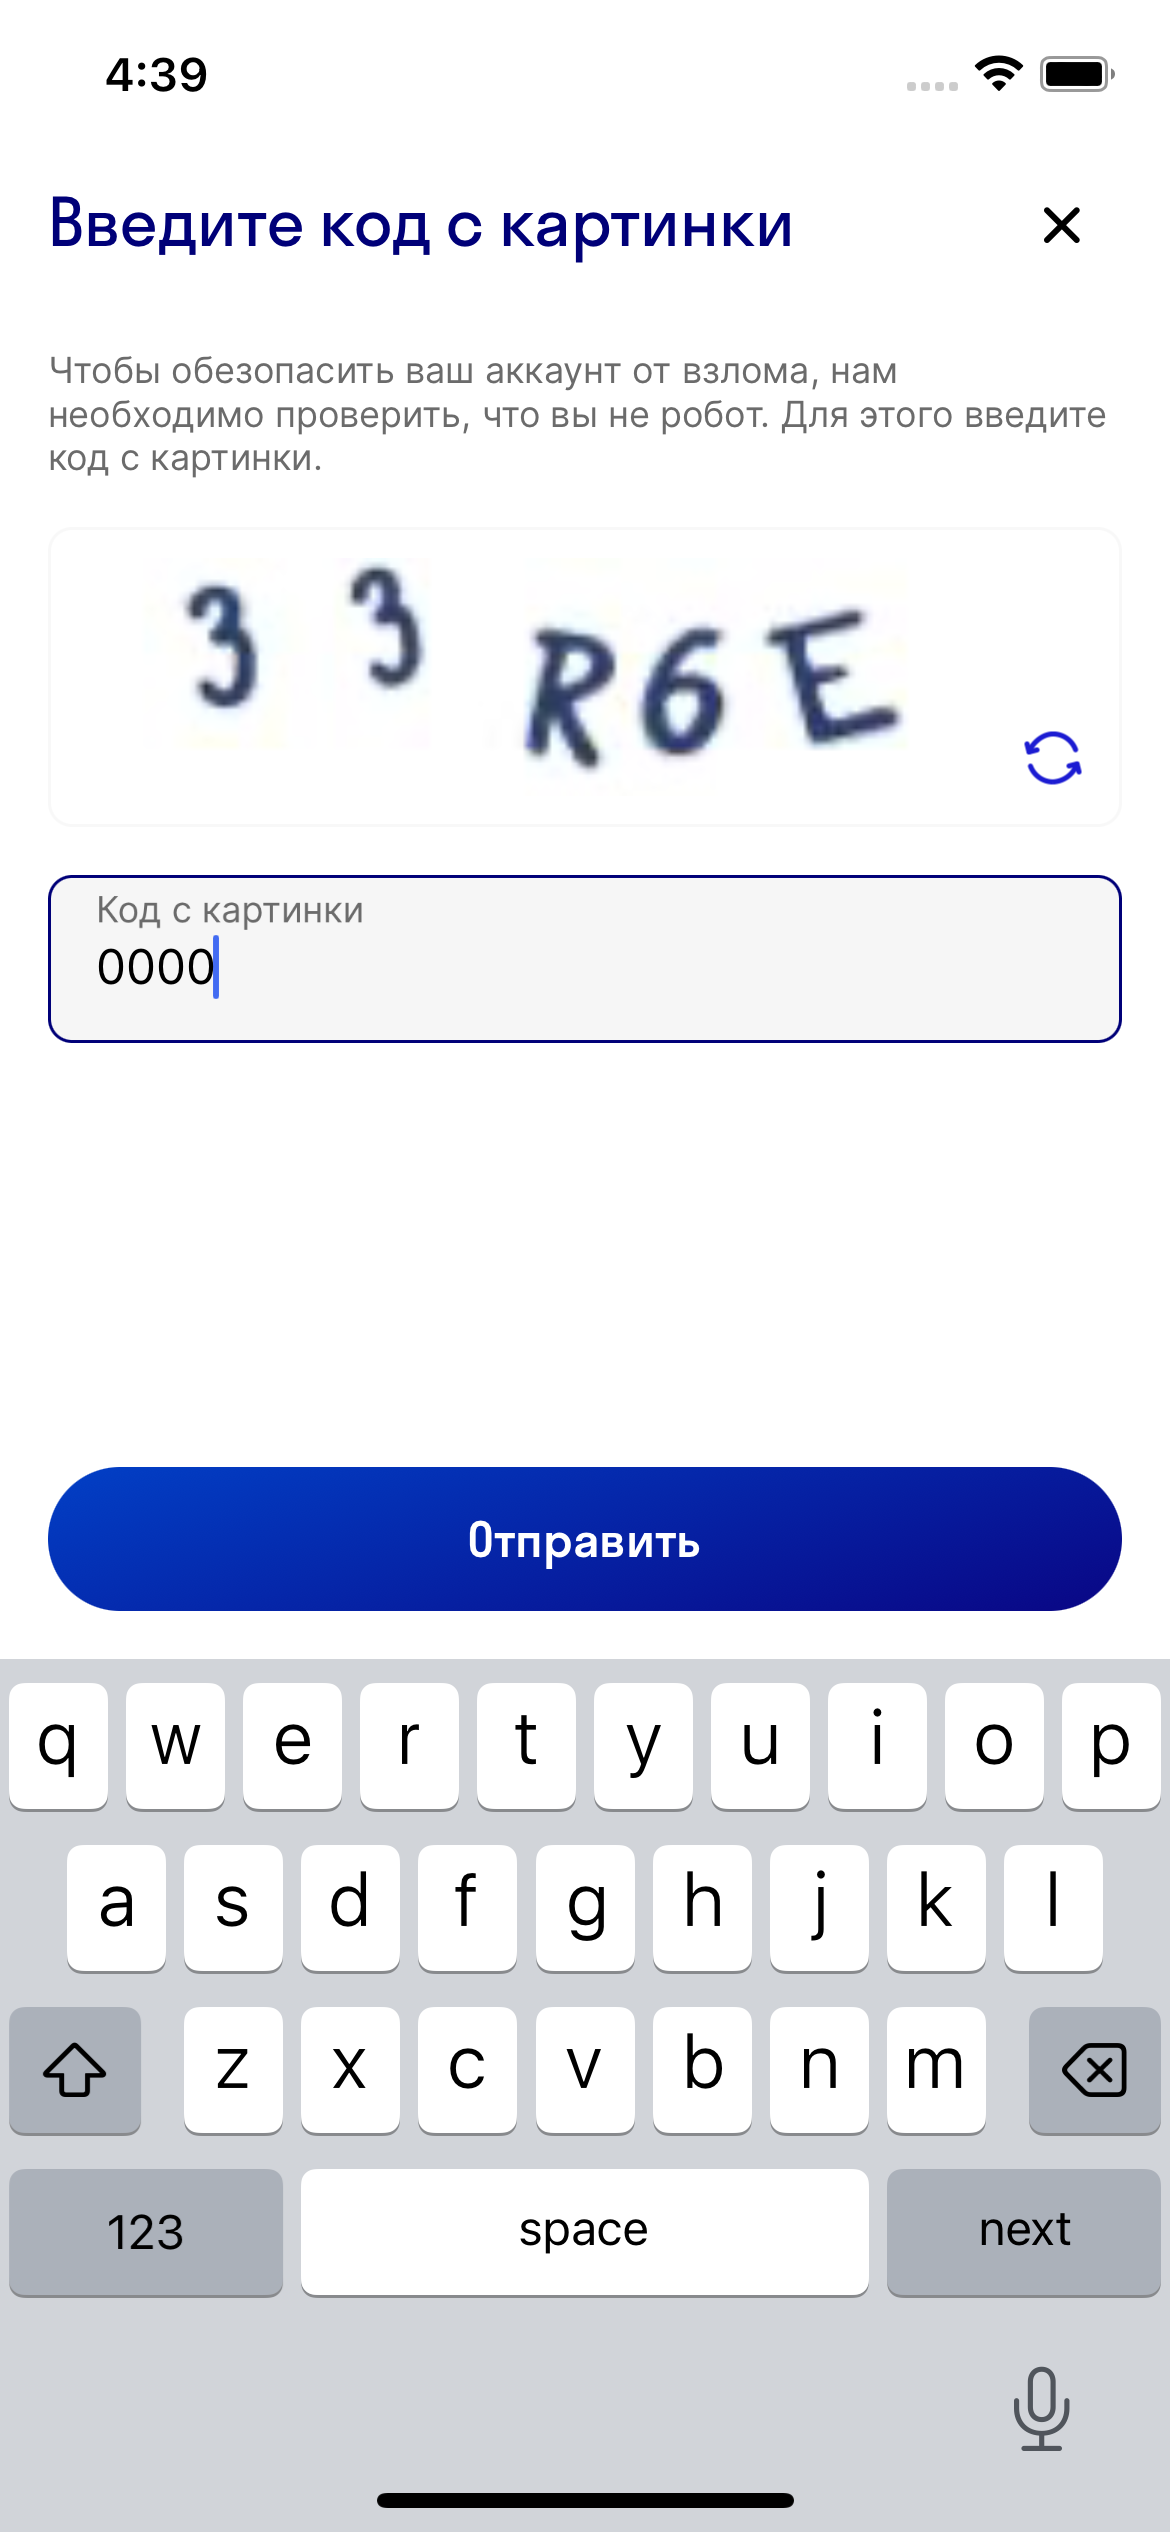 4:39
Введите код с картинки
Чтобы обезопасить ваш аккаунт от взлома, нам
необходимо проверить, что вы не робот. Для этого введите
код с картинки.
3 3 R6E
Код с картинки
0000
Отправить
q w e r t y u i o p
a s d f g h j k l
z x c v b n m
123 space next